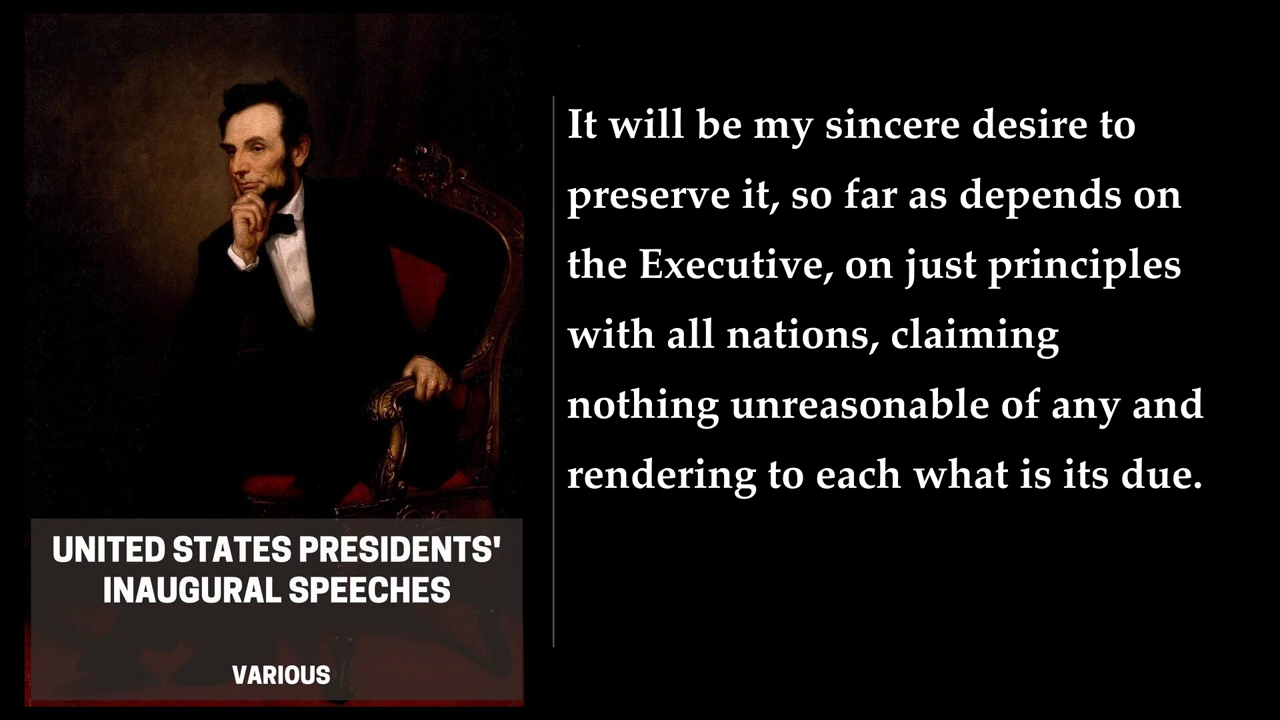 It will be my sincere desire to
preserve it, so far as depends on
the Executive, on just principles
with all nations, claiming
nothing unreasonable of any and
rendering to each what is its due.
UNITED STATES PRESIDENTS'
INAUGURAL SPEECHES
VARIOUS